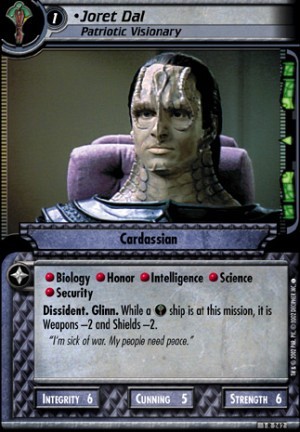 1 •Joret Dal
Patriotic Visionary
Cardassian
Biology Honor Intelligence Science
Security
Dissident. Glinn. While a ship is at this mission, it is
Weapons –2 and Shields –2.
"I'm sick of war. My people need peace."
INTEGRITY 6 CUNNING 5 STRENGTH 6